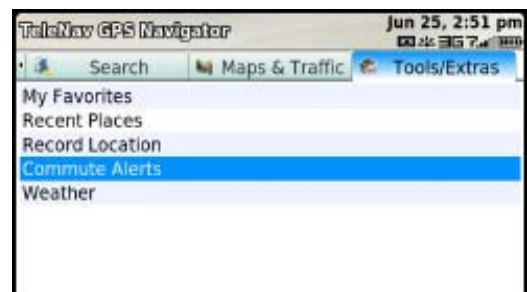 TeleNav GPS Navigator
Jun 25, 2:51 pm
3G
Search Maps & Traffic Tools/Extras
My Favorites
Recent Places
Record Location
Commute Alerts
Weather